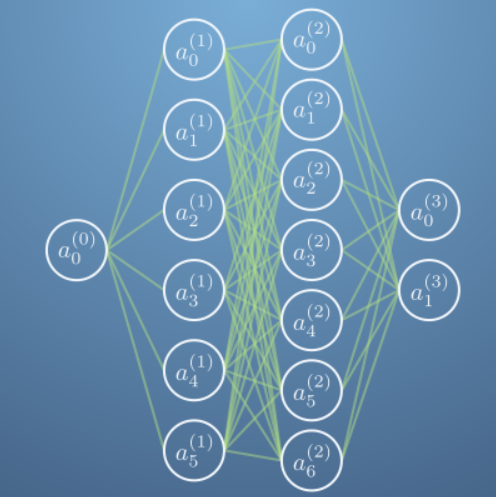 a_0^{(0)}
a_0^{(1)}
a_1^{(1)}
a_2^{(1)}
a_3^{(1)}
a_4^{(1)}
a_5^{(1)}
a_0^{(2)}
a_1^{(2)}
a_2^{(2)}
a_3^{(2)}
a_4^{(2)}
a_5^{(2)}
a_6^{(2)}
a_0^{(3)}
a_1^{(3)}